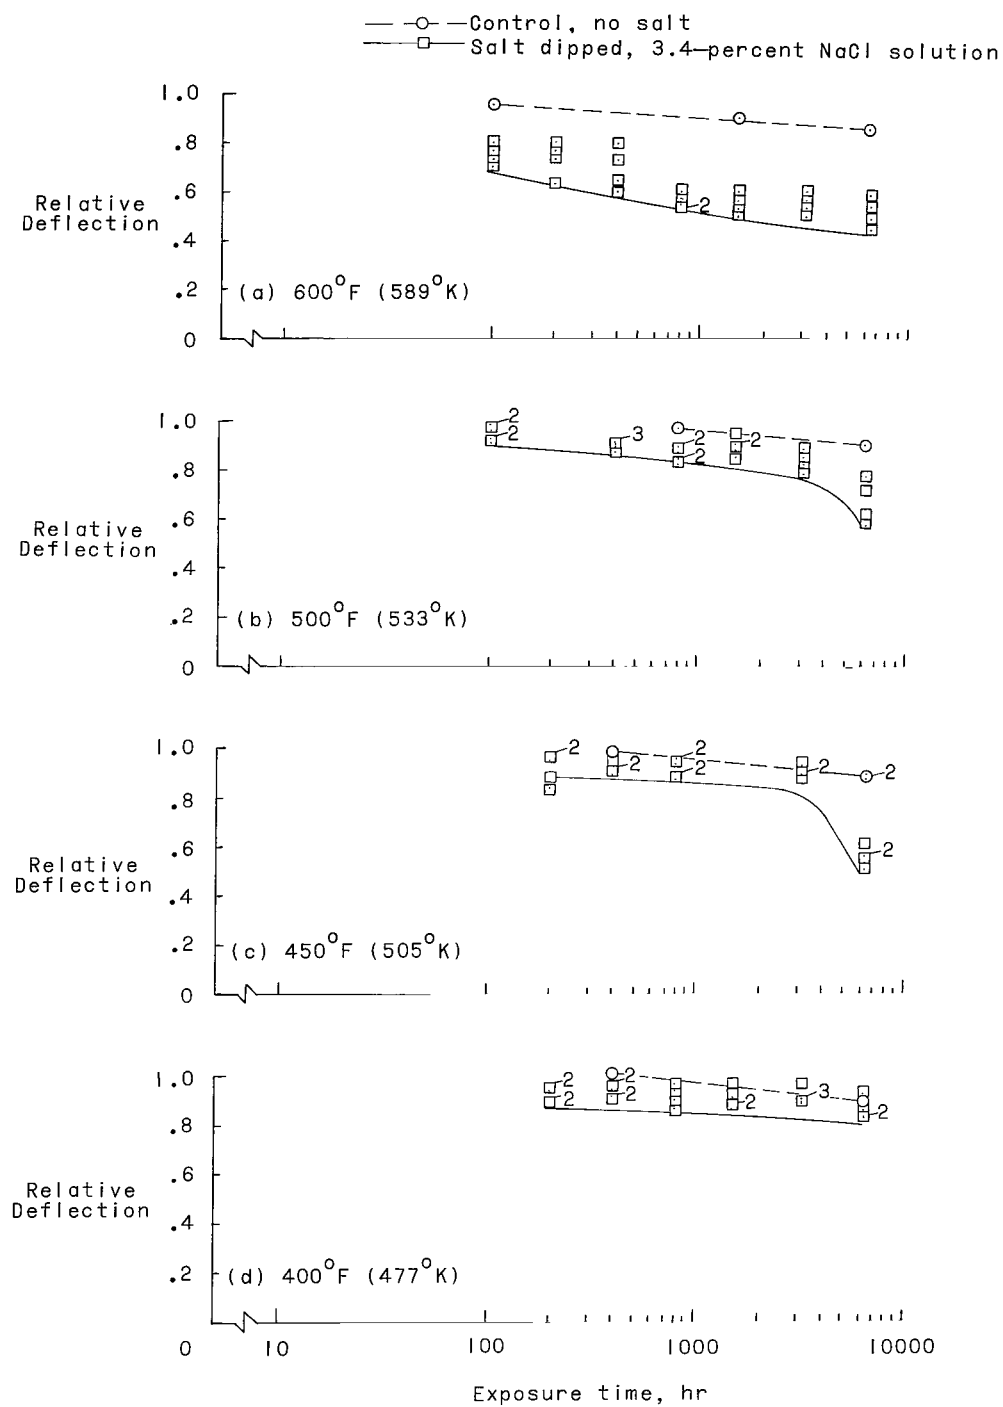 Control, no salt
Salt dipped, 3.4-percent NaCl solution
1.0
.8
.6
Relative
Deflection
.4
.2
(a) 600°F (589°K)
0
2
1.0
.8
.6
Relative
Deflection
.4
.2
(b) 500°F (533°K)
0
2
2
3
2
2
2
1.0
.8
.6
Relative
Deflection
.4
.2
(c) 450°F (505°K)
0
2
2
2
2
2
2
2
1.0
.8
.6
Relative
Deflection
.4
.2
(d) 400°F (477°K)
2
2
2
2
2
3
2
0 10 100 1000 10000
Exposure time, hr